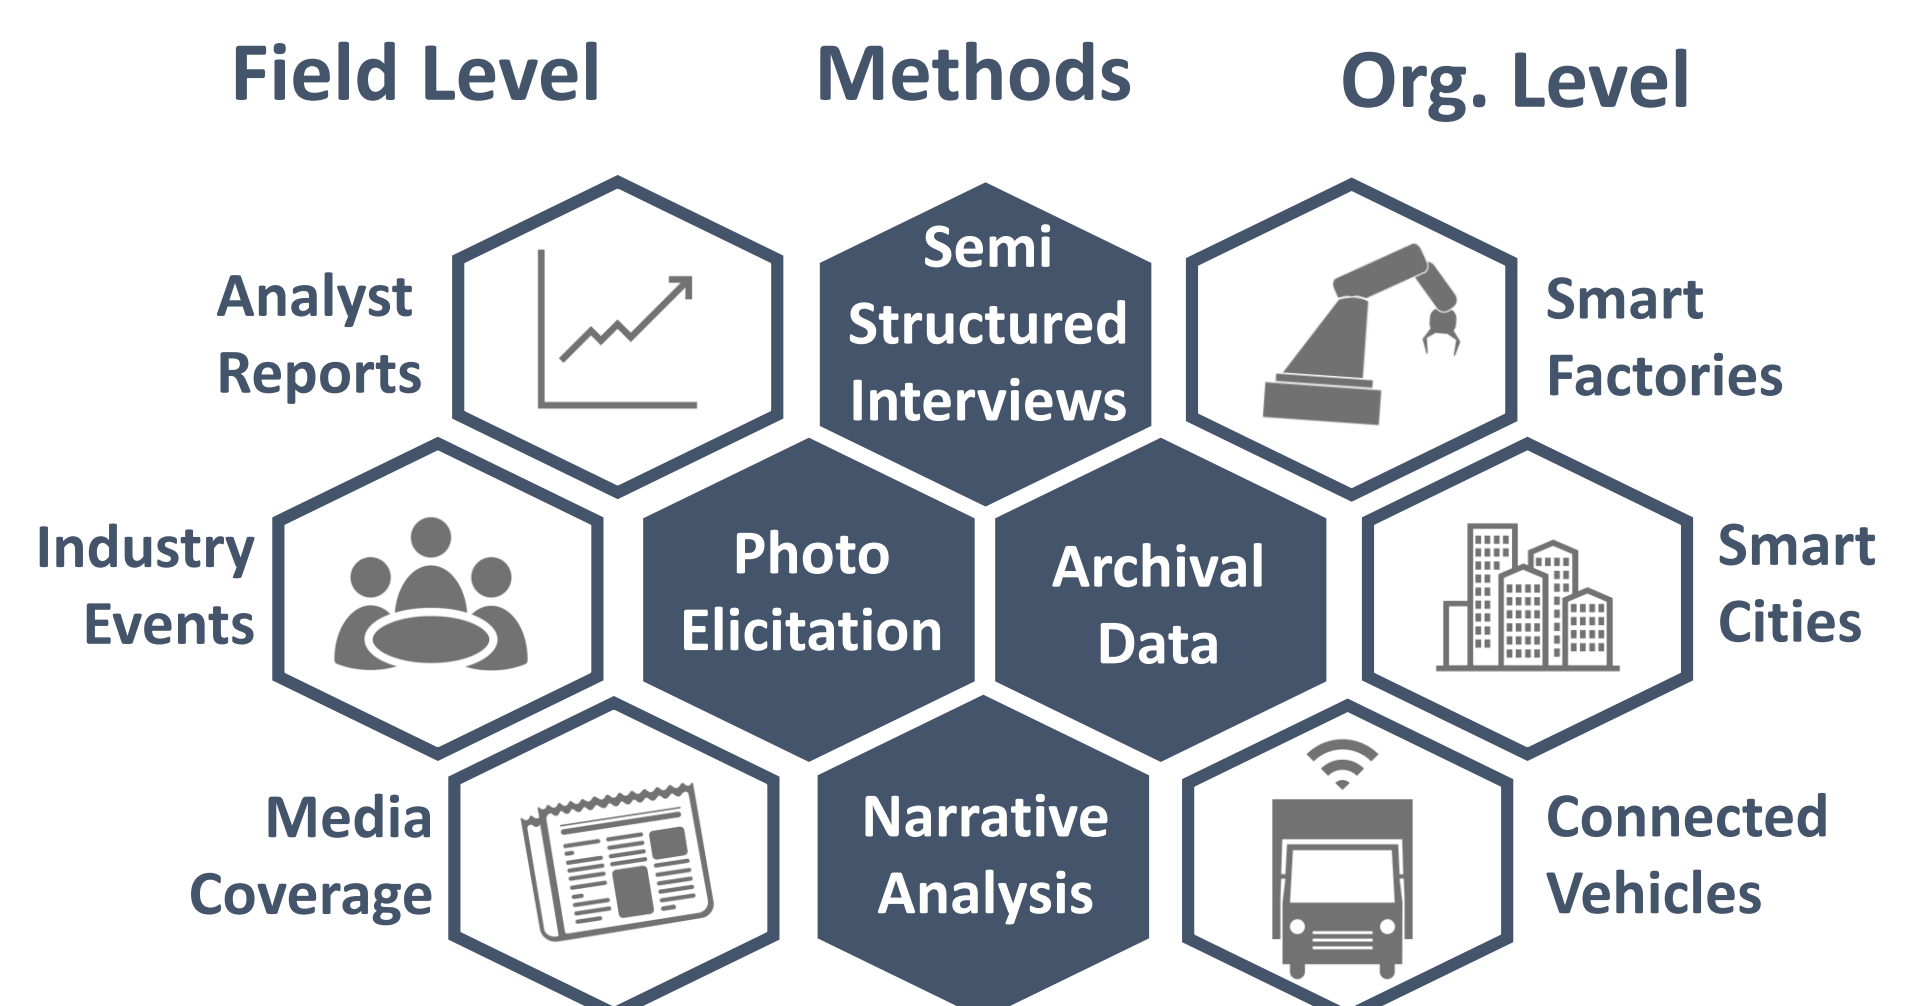 Field Level
Methods
Org. Level
Analyst
Reports
Semi
Structured
Interviews
Smart
Factories
Industry
Events
Photo
Elicitation
Archival
Data
Smart
Cities
Media
Coverage
Narrative
Analysis
Connected
Vehicles